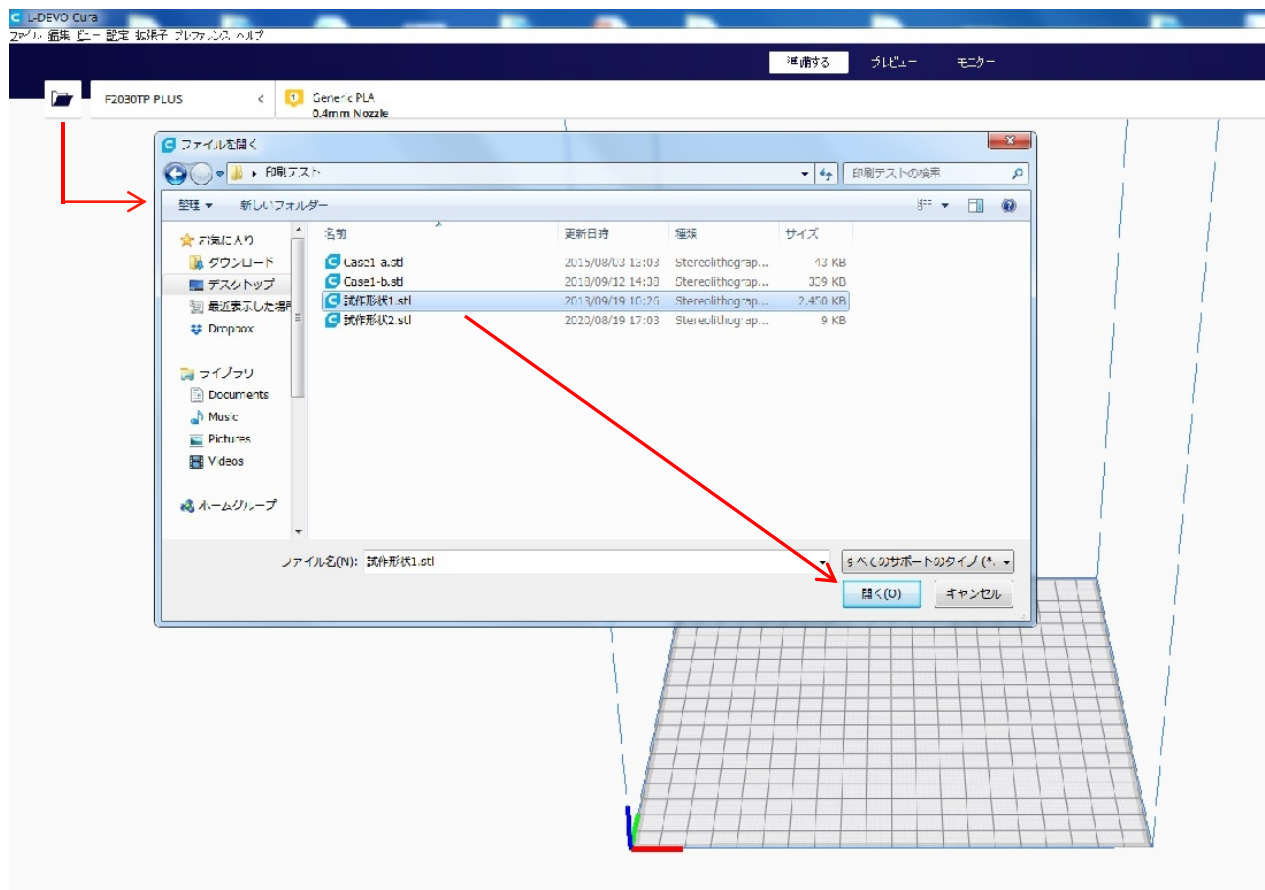 L-DEVO Cura
ファイル 編集 ビュー 設定 拡張子 プレファレンス ヘルプ
準備する プレビュー モニター
F2030TP PLUS
1 Generic PLA
0.4mm Nozzle
ファイルを開く
印刷テスト
印刷テストの検索
整理 新しいフォルダー
名前 更新日時 種類 サイズ
お気に入り
ダウンロード
デスクトップ
最近表示した場所
Dropbox
ライブラリ
Documents
Music
Pictures
Videos
ホームグループ
Case1-a.stl 2015/08/03 13:03 Stereolithograp... 43 KB
Case1-b.stl 2018/09/12 14:38 Stereolithograp... 339 KB
試作形状1.stl 2013/09/19 10:26 Stereolithograp... 2,450 KB
試作形状2.stl 2020/08/19 17:03 Stereolithograp... 9 KB
ファイル名(N): 試作形状1.stl
すべてのサポートのタイプ (*.
開く(O) キャンセル